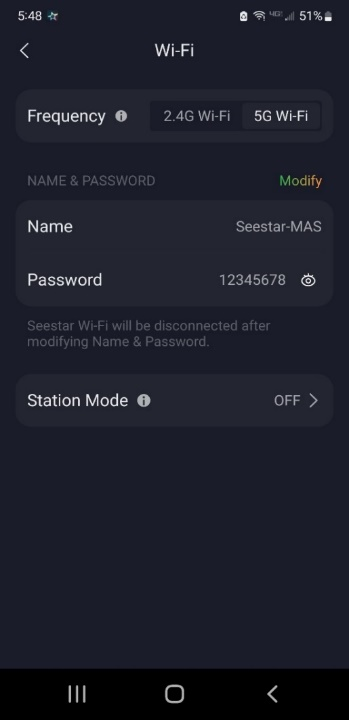 5:48
4G 51%
Wi-Fi
Frequency 2.4G Wi-Fi 5G Wi-Fi
NAME & PASSWORD Modify
Name Seestar-MAS
Password 12345678
Seestar Wi-Fi will be disconnected after
modifying Name & Password.
Station Mode OFF